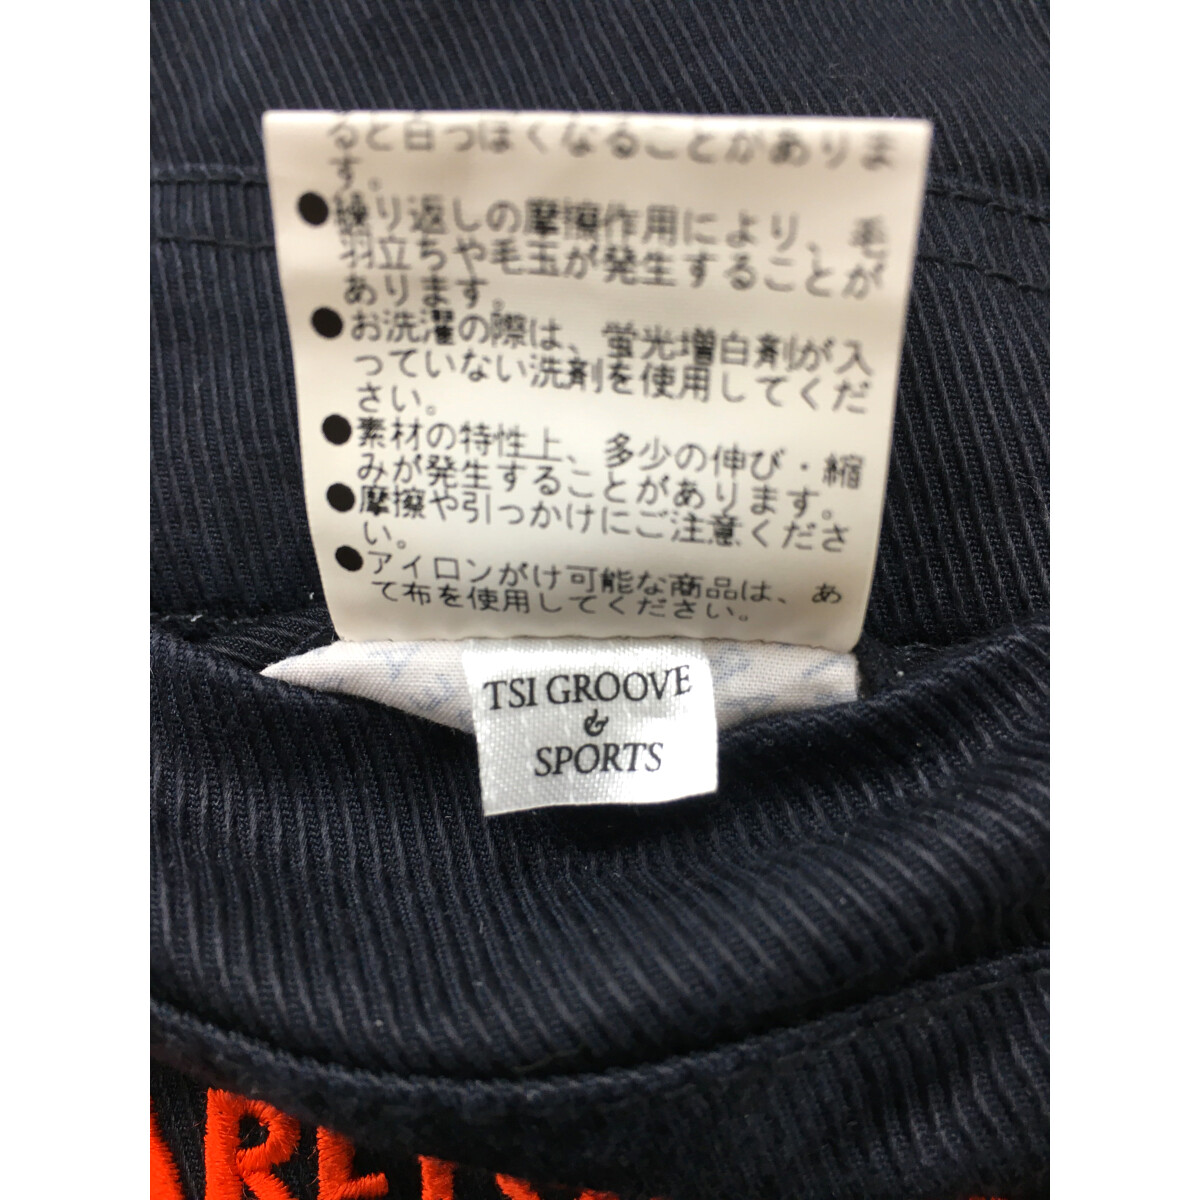 ると白っぽくなることがありま
す。
●繰り返しの摩擦作用により、毛
羽立ちや毛玉が発生することが
あります。
●お洗濯の際は、蛍光増白剤が入
っていない洗剤を使用してくだ
さい。
●素材の特性上、多少の伸び・縮
みが発生することがあります。
●摩擦や引っかけにご注意くださ
い。
●アイロンがけ可能な商品は、あ
て布を使用してください。
TSI GROOVE
&
SPORTS